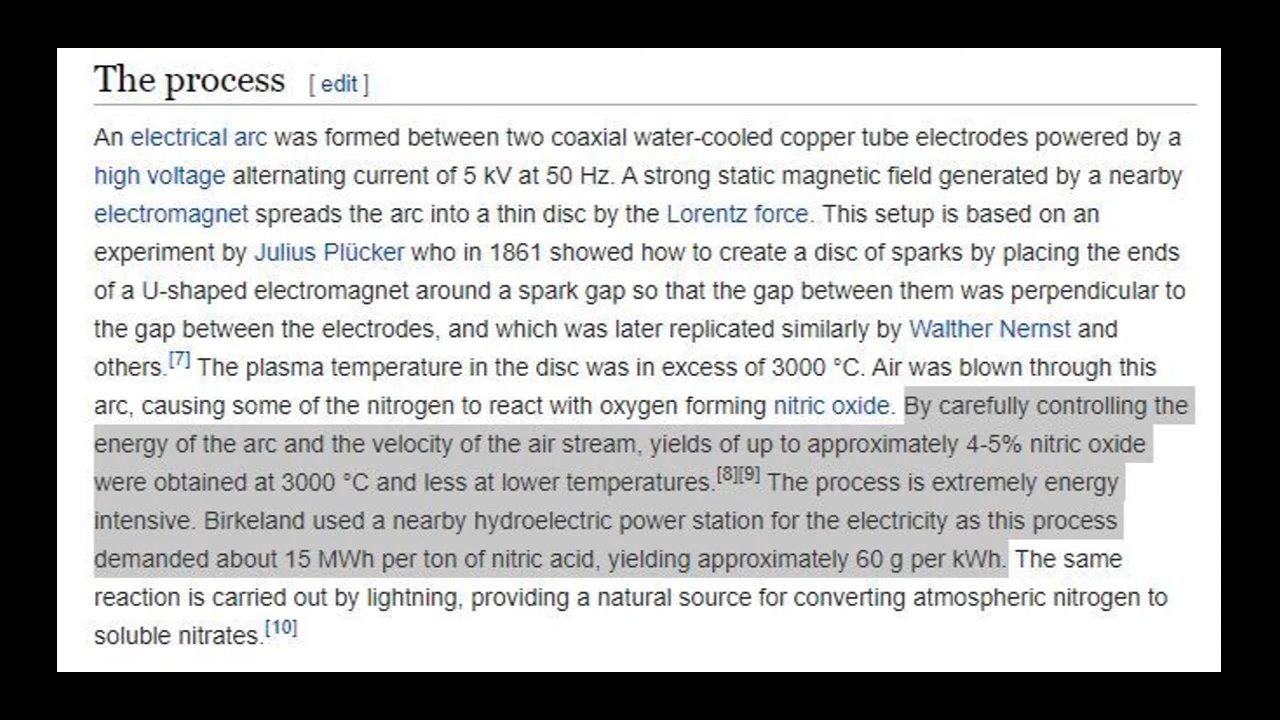 The process [ edit ]
An electrical arc was formed between two coaxial water-cooled copper tube electrodes powered by a
high voltage alternating current of 5 kV at 50 Hz. A strong static magnetic field generated by a nearby
electromagnet spreads the arc into a thin disc by the Lorentz force. This setup is based on an
experiment by Julius Plücker who in 1861 showed how to create a disc of sparks by placing the ends
of a U-shaped electromagnet around a spark gap so that the gap between them was perpendicular to
the gap between the electrodes, and which was later replicated similarly by Walther Nernst and
others.[7] The plasma temperature in the disc was in excess of 3000 °C. Air was blown through this
arc, causing some of the nitrogen to react with oxygen forming nitric oxide. By carefully controlling the
energy of the arc and the velocity of the air stream, yields of up to approximately 4-5% nitric oxide
were obtained at 3000 °C and less at lower temperatures.[8][9] The process is extremely energy
intensive. Birkeland used a nearby hydroelectric power station for the electricity as this process
demanded about 15 MWh per ton of nitric acid, yielding approximately 60 g per kWh. The same
reaction is carried out by lightning, providing a natural source for converting atmospheric nitrogen to
soluble nitrates.[10]